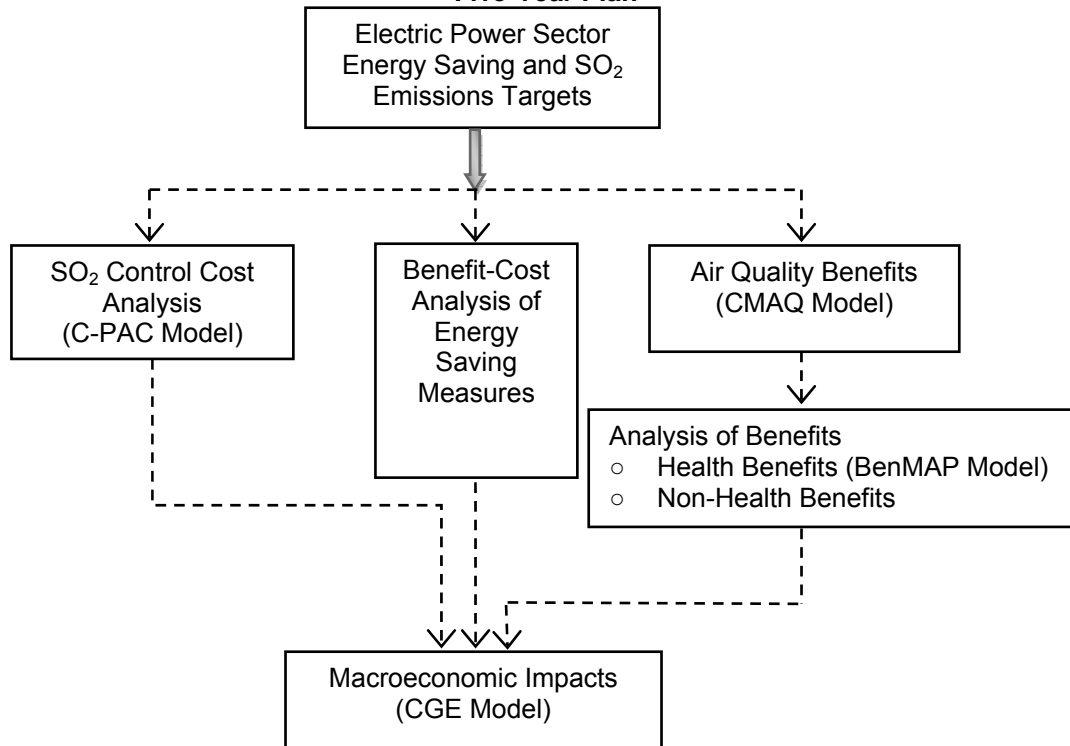 Five-Year Plan
Electric Power Sector
Energy Saving and SO₂
Emissions Targets
SO₂ Control Cost
Analysis
(C-PAC Model)
Benefit-Cost
Analysis of
Energy
Saving
Measures
Air Quality Benefits
(CMAQ Model)
Analysis of Benefits
○ Health Benefits (BenMAP Model)
○ Non-Health Benefits
Macroeconomic Impacts
(CGE Model)